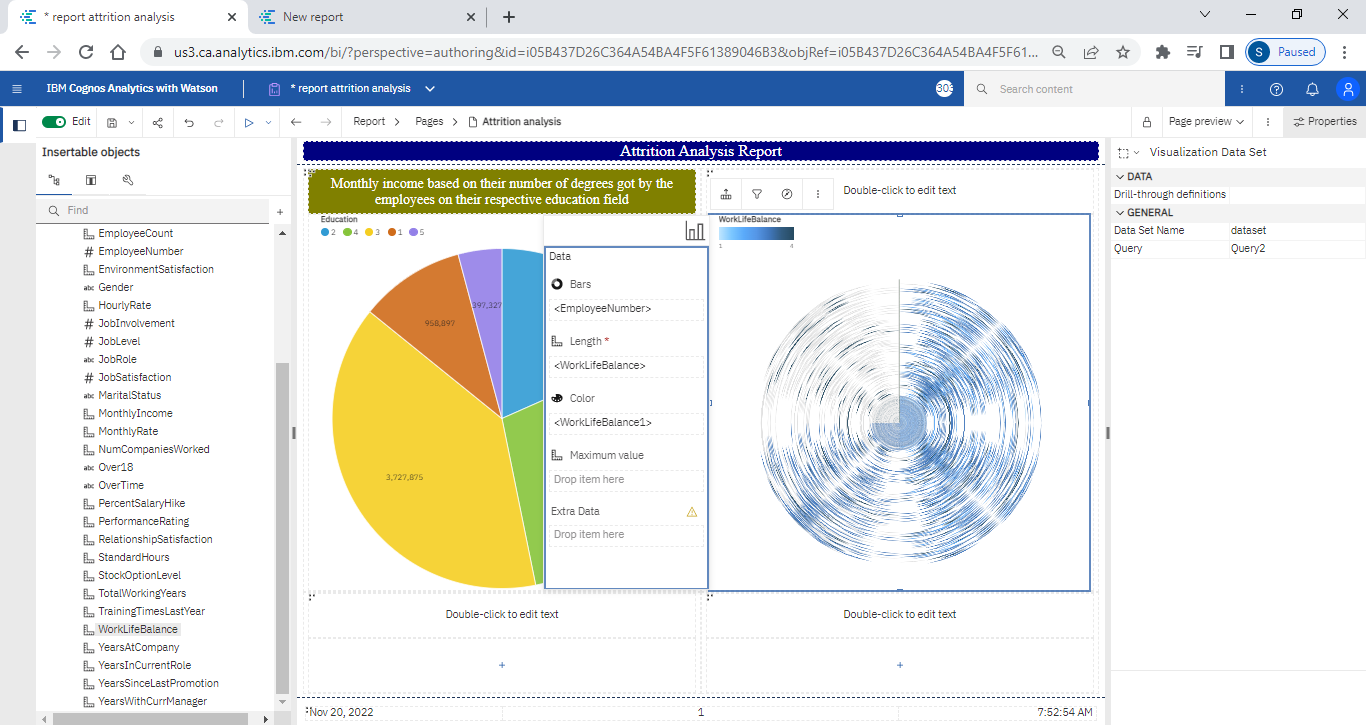 * report attrition analysis
New report
us3.ca.analytics.ibm.com/bi/?perspective=authoring&id=i05B437D26C364A54BA4F5F61389046B3&objRef=i05B437D26C364A54BA4F5F61...
S Paused
IBM Cognos Analytics with Watson
* report attrition analysis
303
Search content
Edit
Report > Pages > Attrition analysis
Page preview
Properties
Insertable objects
Find
EmployeeCount
# EmployeeNumber
EnvironmentSatisfaction
abc Gender
HourlyRate
# JobInvolvement
# JobLevel
abc JobRole
# JobSatisfaction
abc MaritalStatus
MonthlyIncome
MonthlyRate
NumCompaniesWorked
abc Over18
abc OverTime
PercentSalaryHike
PerformanceRating
RelationshipSatisfaction
StandardHours
StockOptionLevel
TotalWorkingYears
TrainingTimesLastYear
WorkLifeBalance
YearsAtCompany
YearsInCurrentRole
YearsSinceLastPromotion
YearsWithCurrManager
Attrition Analysis Report
Monthly income based on their number of degrees got by the
employees on their respective education field
Education
2 4 3 1 5
397,327
958,897
3,727,875
Data
Bars
<EmployeeNumber>
Length *
<WorkLifeBalance>
Color
<WorkLifeBalance1>
Maximum value
Drop item here
Extra Data
Drop item here
Double-click to edit text
WorkLifeBalance
1 4
Double-click to edit text
Double-click to edit text
+
+
Nov 20, 2022
1
7:52:54 AM
Visualization Data Set
DATA
Drill-through definitions
GENERAL
Data Set Name dataset
Query Query2